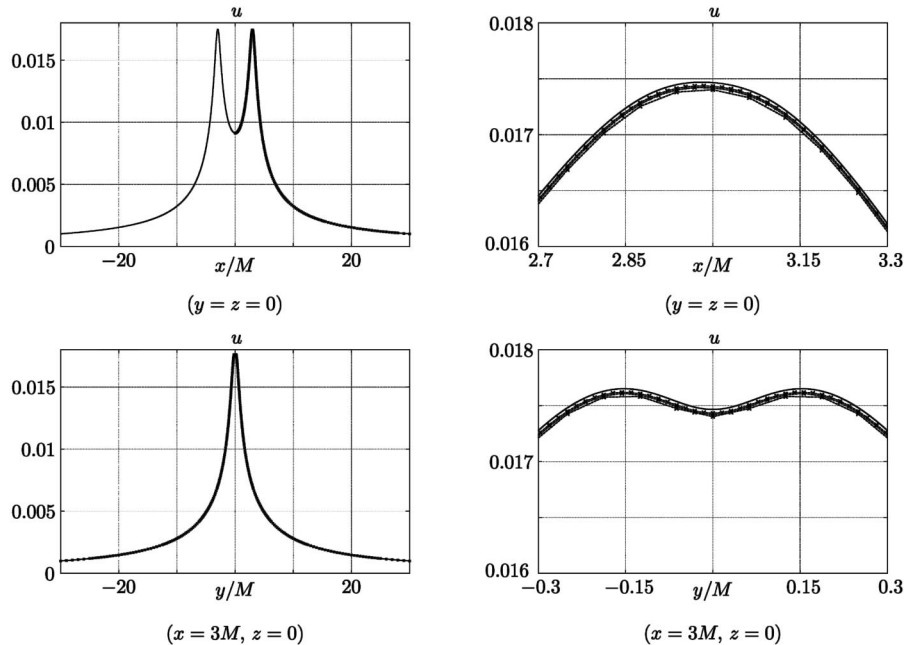 u
0.015
0.01
0.005
0
−20
x/M
20
(y = z = 0)
u
0.018
0.017
0.016
2.7
2.85
x/M
3.15
3.3
(y = z = 0)
u
0.015
0.01
0.005
0
−20
y/M
20
(x = 3M, z = 0)
u
0.018
0.017
0.016
−0.3
−0.15
y/M
0.15
0.3
(x = 3M, z = 0)